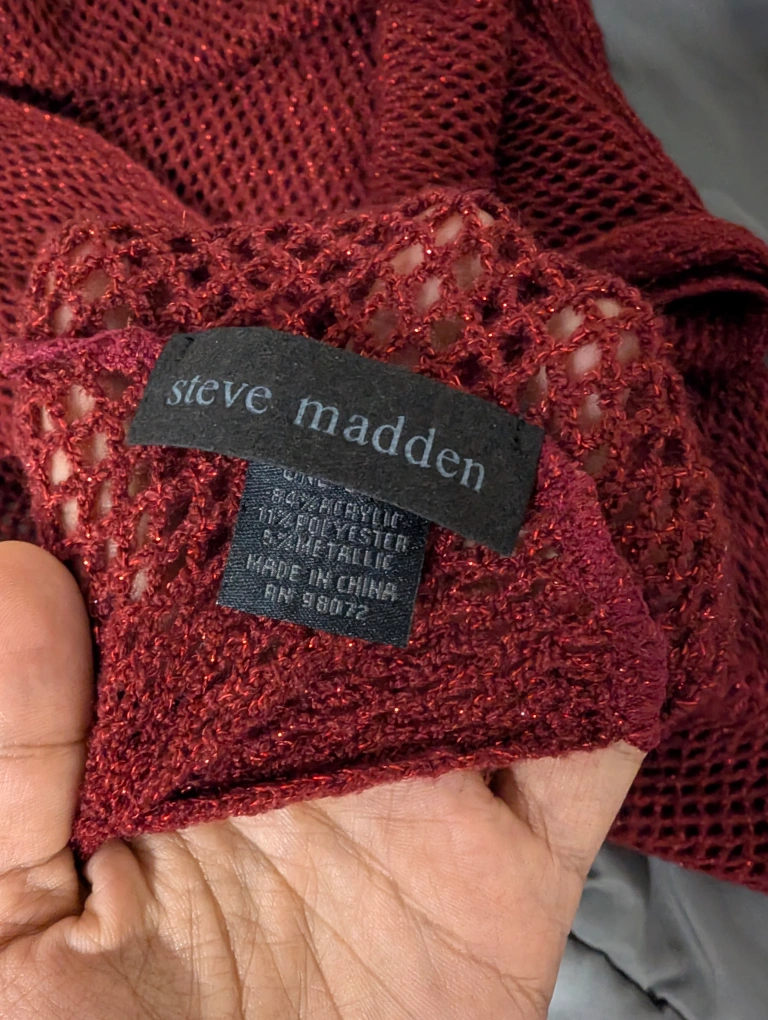 steve madden
84% ACRYLIC
11% POLYESTER
5% METALLIC
MADE IN CHINA
RN 98072